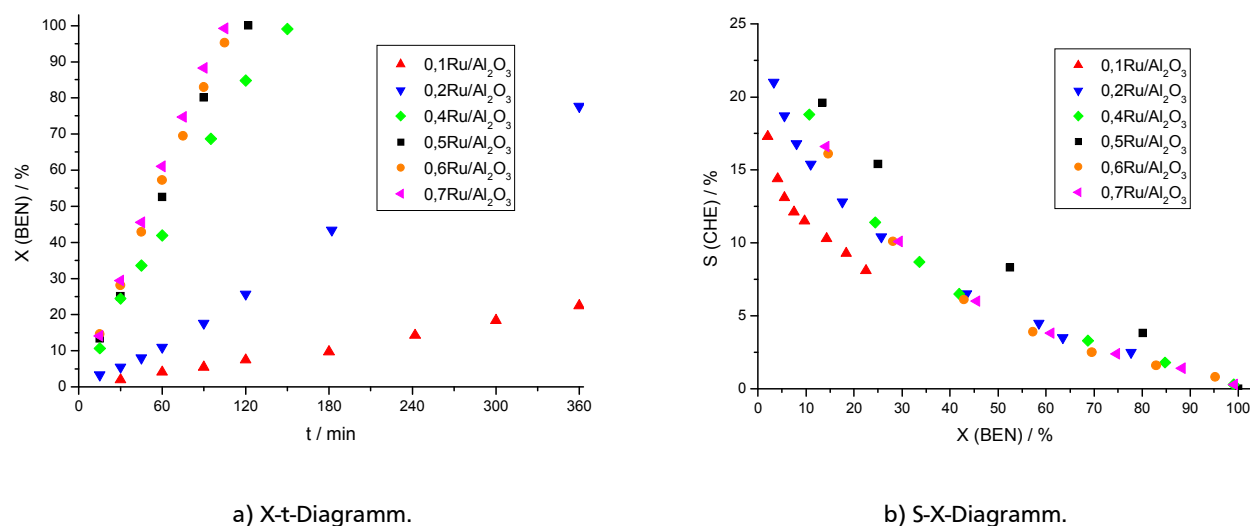 100
90
80
70
60
50
40
30
20
10
0
X (BEN) / %
0 60 120 180 240 300 360
t / min
0,1Ru/Al₂O₃
0,2Ru/Al₂O₃
0,4Ru/Al₂O₃
0,5Ru/Al₂O₃
0,6Ru/Al₂O₃
0,7Ru/Al₂O₃
a) X-t-Diagramm.
25
20
15
10
5
0
S (CHE) / %
0 10 20 30 40 50 60 70 80 90 100
X (BEN) / %
0,1Ru/Al₂O₃
0,2Ru/Al₂O₃
0,4Ru/Al₂O₃
0,5Ru/Al₂O₃
0,6Ru/Al₂O₃
0,7Ru/Al₂O₃
b) S-X-Diagramm.